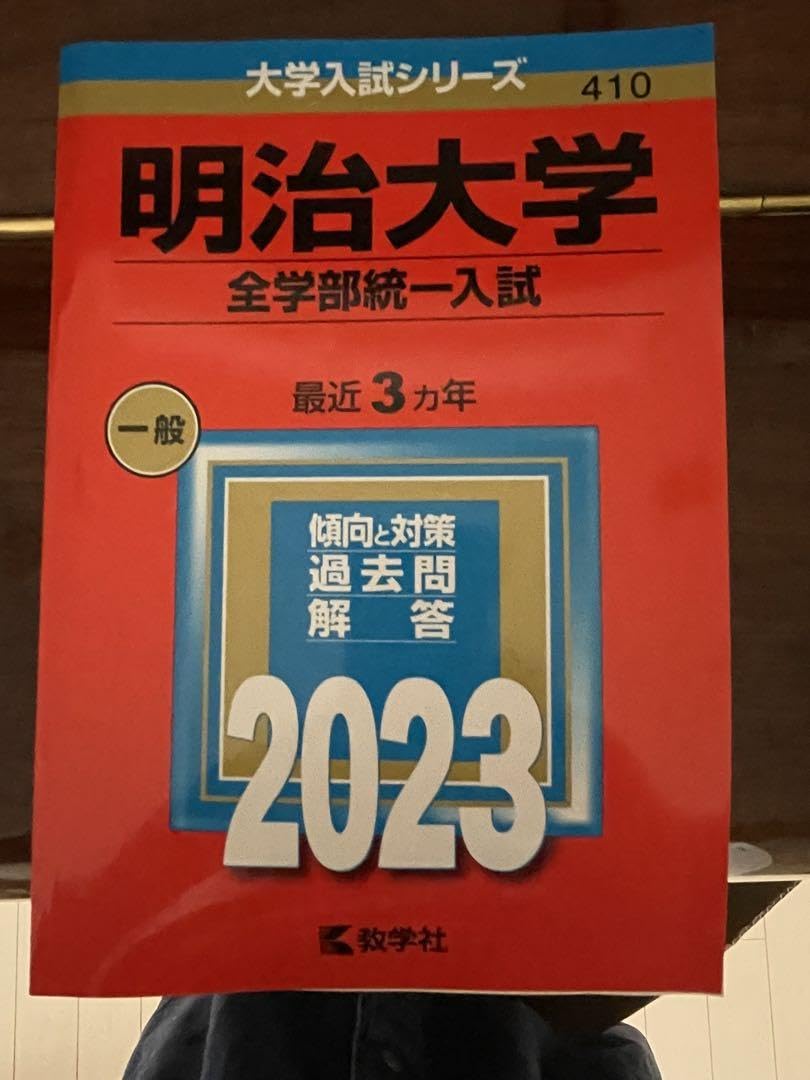 大学入試シリーズ
410
明治大学
全学部統一入試
最近3カ年
一般
傾向と対策
過去問
解答
2023
教学社